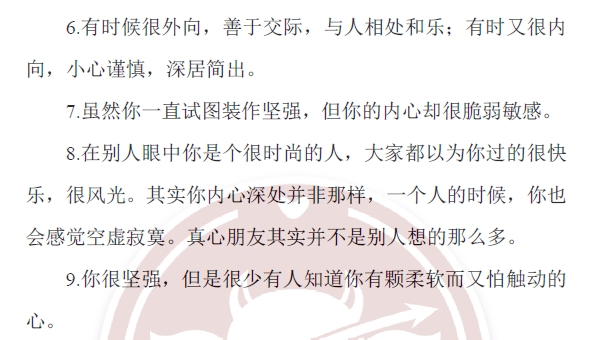 6.有时候很外向，善于交际，与人相处和乐；有时又很内
向，小心谨慎，深居简出。
7.虽然你一直试图装作坚强，但你的内心却很脆弱敏感。
8.在别人眼中你是个很时尚的人，大家都以为你过的很快
乐，很风光。其实你内心深处并非那样，一个人的时候，你也
会感觉空虚寂寞。真心朋友其实并不是别人想的那么多。
9.你很坚强，但是很少有人知道你有颗柔软而又怕触动的
心。